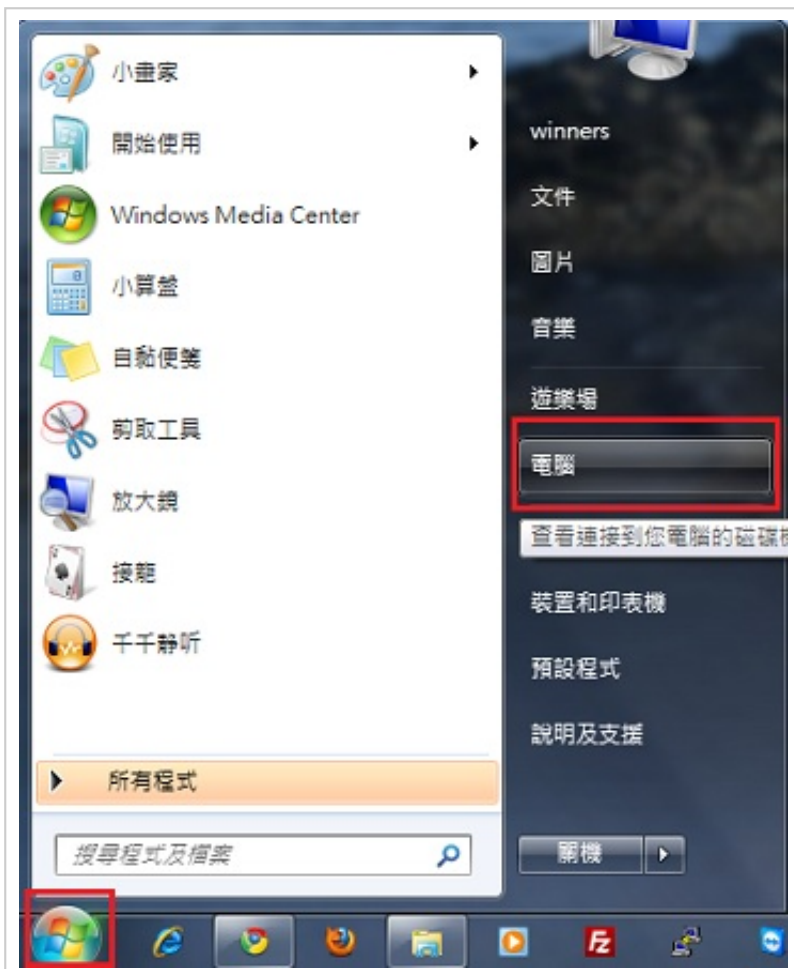 小畫家
開始使用
Windows Media Center
小算盤
自黏便箋
剪取工具
放大鏡
接龍
千千静听
所有程式
搜尋程式及檔案
winners
文件
圖片
音樂
遊樂場
電腦
查看連接到您電腦的磁碟機
裝置和印表機
預設程式
說明及支援
關機